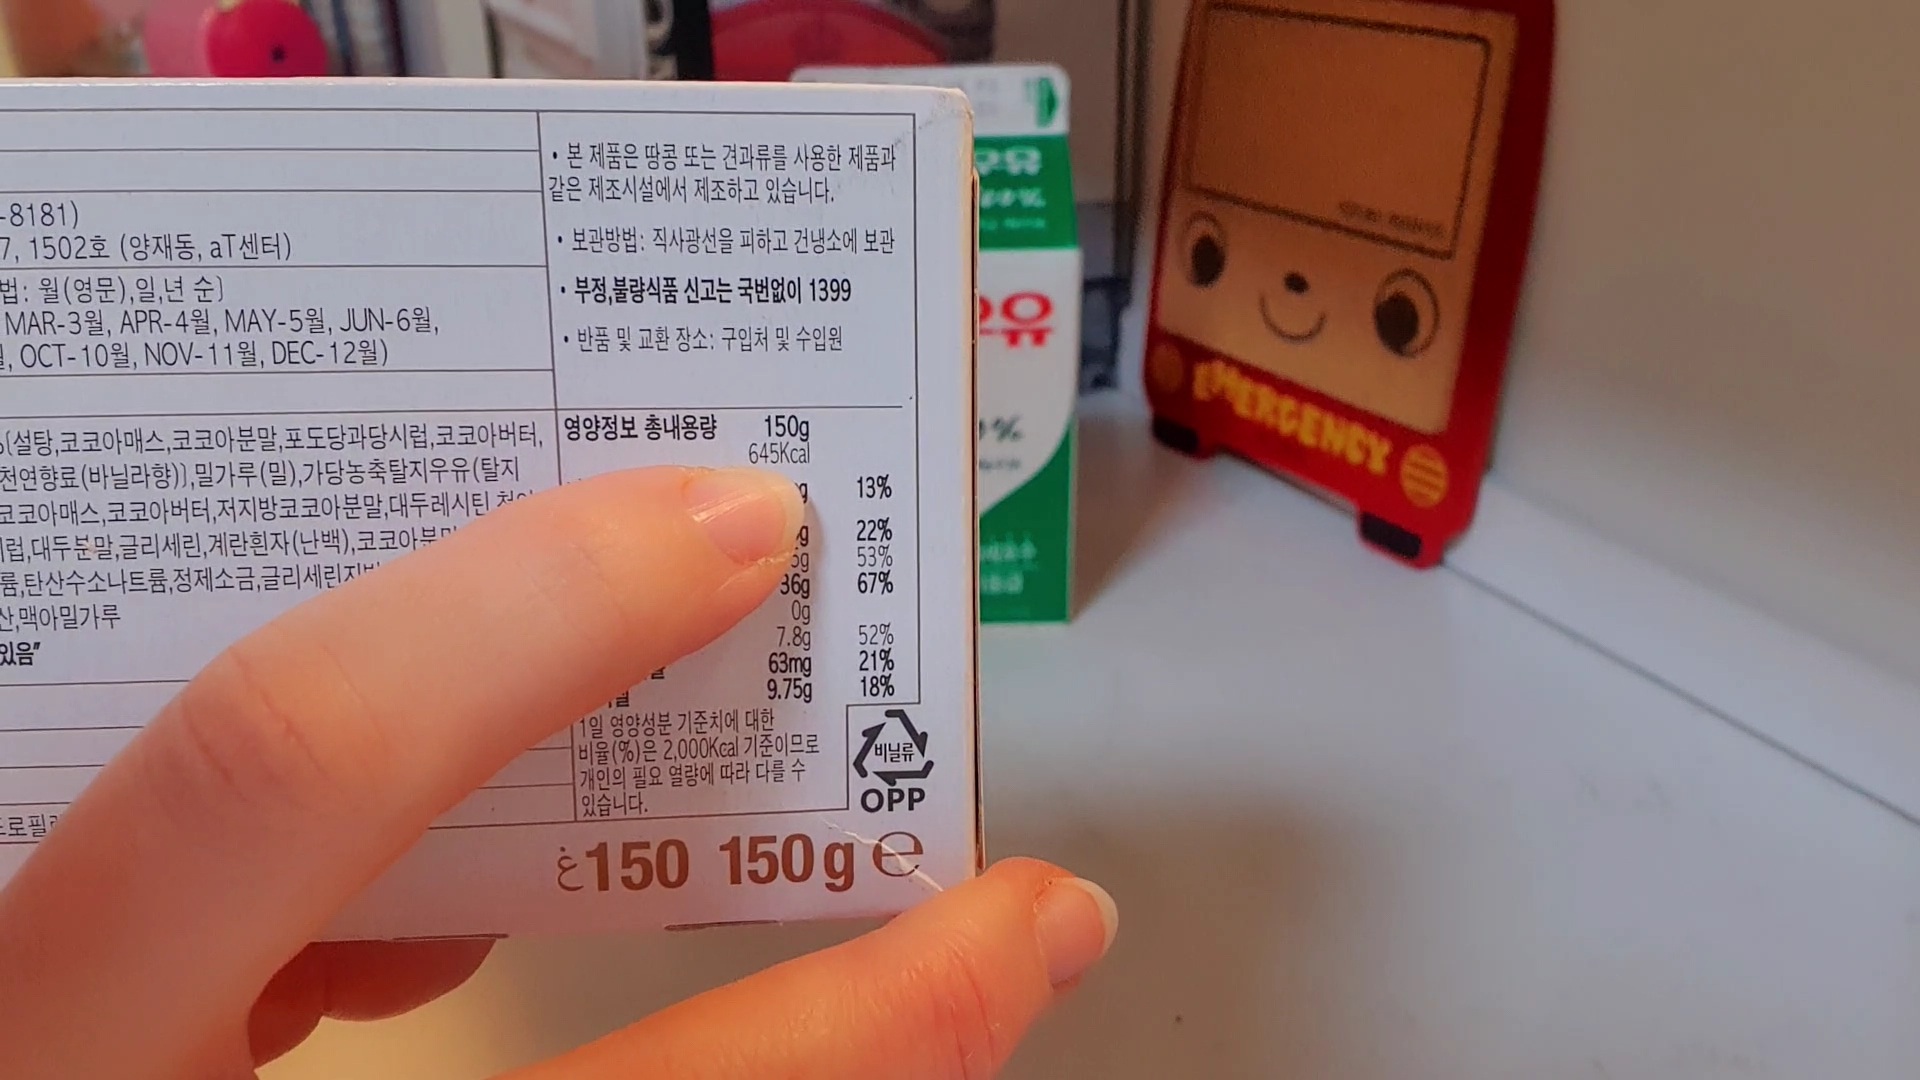 -8181)
7, 1502호 (양재동, aT센터)
법: 월(영문),일,년 순]
MAR-3월, APR-4월, MAY-5월, JUN-6월,
OCT-10월, NOV-11월, DEC-12월)
(설탕,코코아매스,코코아분말,포도당과당시럽,코코아버터,
천연향료(바닐라향)],밀가루(밀),가당농축탈지우유(탈지
코코아매스,코코아버터,저지방코코아분말,대두레시틴
럽,대두분말,글리세린,계란흰자(난백),코코아분말
륨,탄산수소나트륨,정제소금,글리세린지방
산,맥아밀가루
있음"
드로필
• 본 제품은 땅콩 또는 견과류를 사용한 제품과
같은 제조시설에서 제조하고 있습니다.
• 보관방법: 직사광선을 피하고 건냉소에 보관
• 부정,불량식품 신고는 국번없이 1399
• 반품 및 교환 장소: 구입처 및 수입원
영양정보 총내용량 150g
645Kcal
g 13%
g 22%
5g 53%
36g 67%
0g
7.8g 52%
63mg 21%
9.75g 18%
1일 영양성분 기준치에 대한
비율(%)은 2,000Kcal 기준이므로
개인의 필요 열량에 따라 다를 수
있습니다.
비닐류
OPP
غ150 150g ℮
우유
EMERGENCY